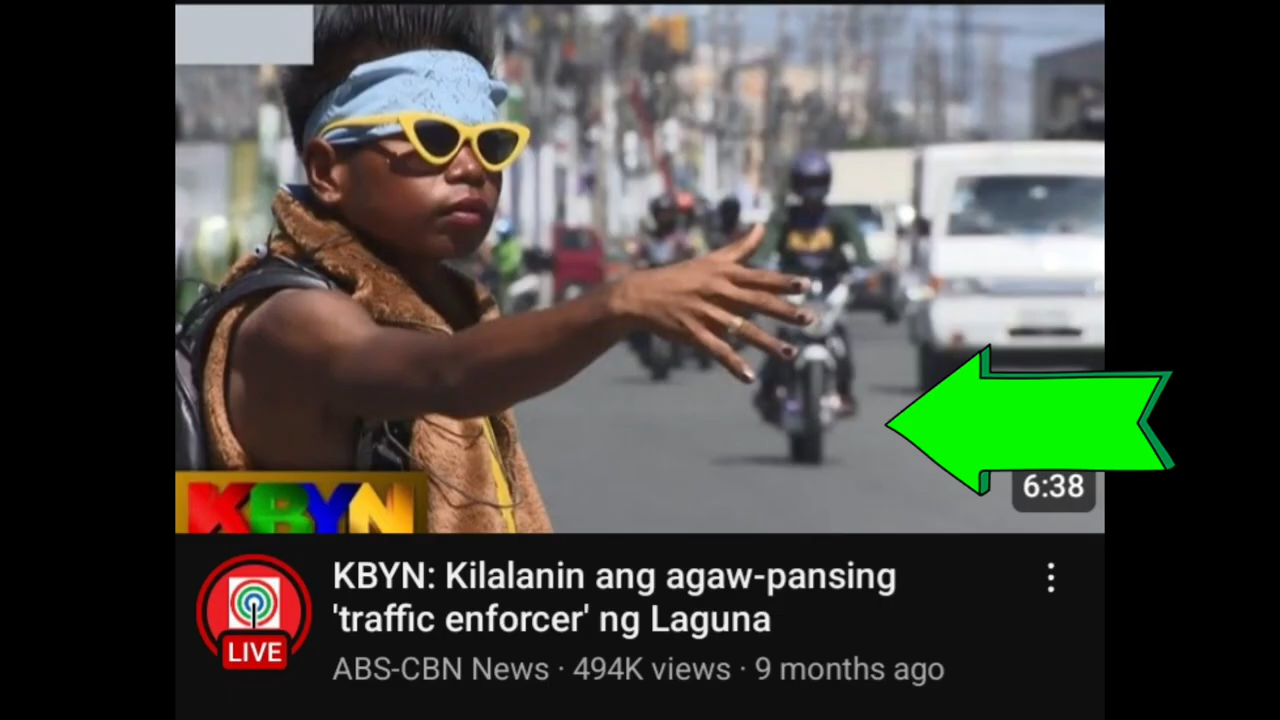 KBYN
6:38
KBYN: Kilalanin ang agaw-pansing
'traffic enforcer' ng Laguna
LIVE
ABS-CBN News · 494K views · 9 months ago